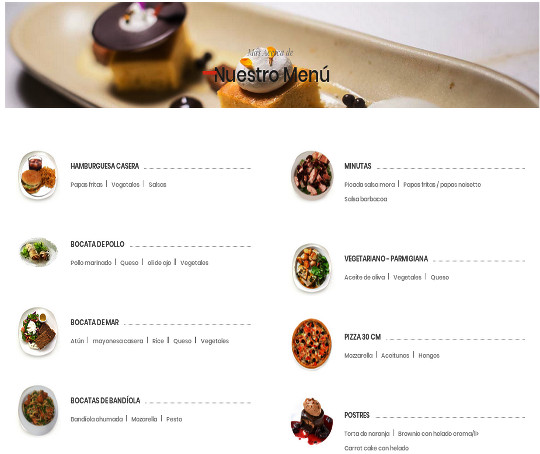 Más Acerca de
Nuestro Menú
HAMBURGUESA CASERA
Papas fritas | Vegetales | Salsas
BOCATA DE POLLO
Pollo marinado | Queso | ali de ajo | Vegetales
BOCATA DE MAR
Atún | mayonesa casera | Rice | Queso | Vegetales
BOCATAS DE BANDÍOLA
Bandiola ahumada | Mozarella | Pesto
MINUTAS
Picada salsa mora | Papas fritas / papas noisette
Salsa barbacoa
VEGETARIANO - PARMIGIANA
Aceite de oliva | Vegetales | Queso
PIZZA 30 CM
Mozzarella | Aceitunas | Hongos
POSTRES
Torta de naranja | Brownie con helado crema/l>
Carrot cake con helado